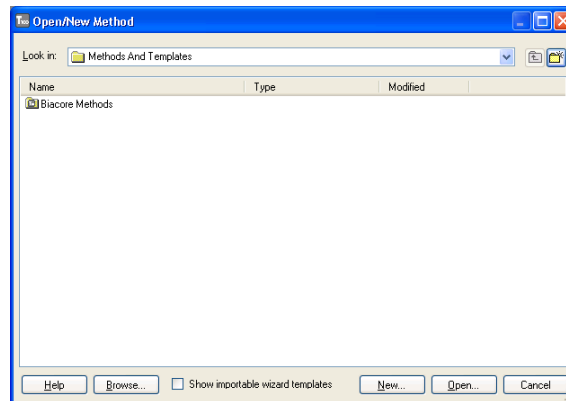 T100 Open/New Method
Look in: Methods And Templates
Name Type Modified
Biacore Methods
Help Browse... Show importable wizard templates New... Open... Cancel